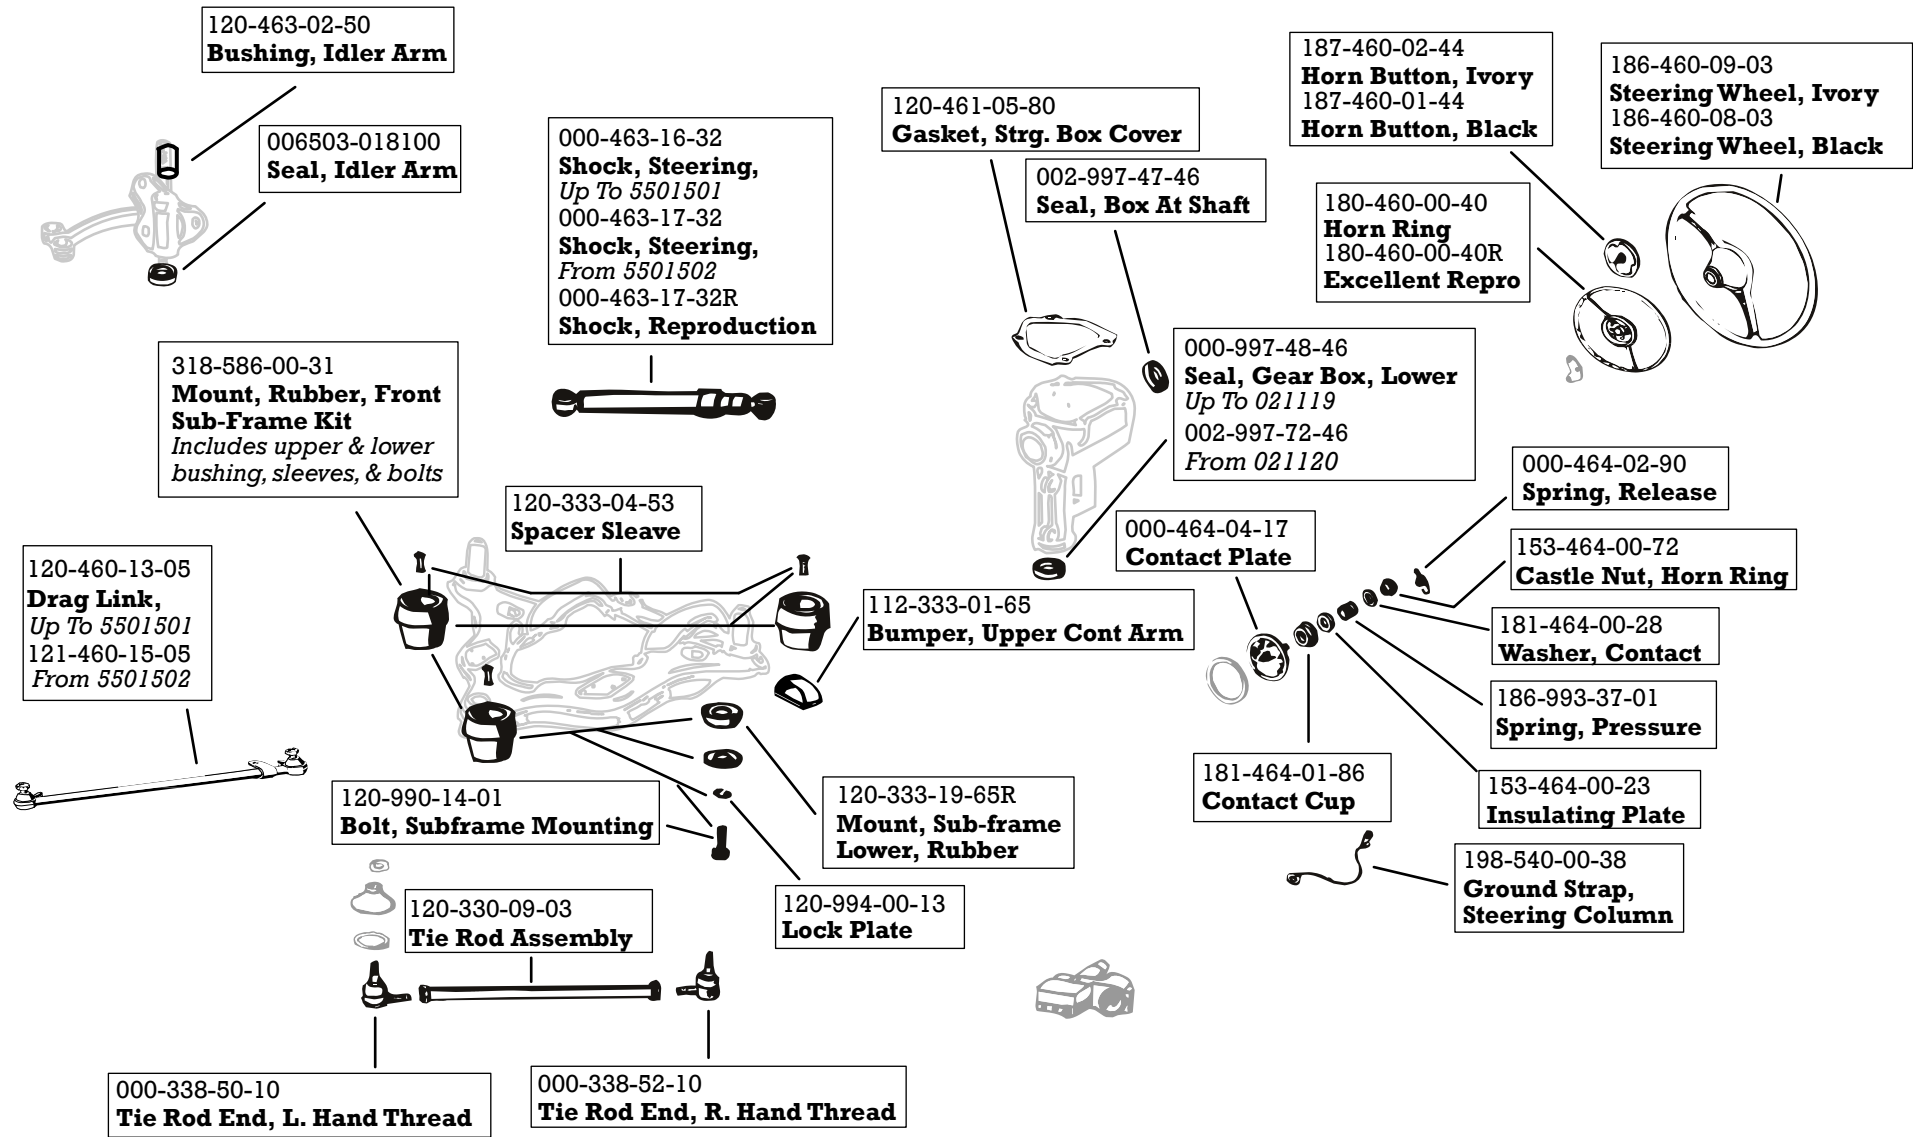 120-463-02-50
Bushing, Idler Arm
006503-018100
Seal, Idler Arm
000-463-16-32
Shock, Steering,
Up To 5501501
000-463-17-32
Shock, Steering,
From 5501502
000-463-17-32R
Shock, Reproduction
120-461-05-80
Gasket, Strg. Box Cover
002-997-47-46
Seal, Box At Shaft
187-460-02-44
Horn Button, Ivory
187-460-01-44
Horn Button, Black
186-460-09-03
Steering Wheel, Ivory
186-460-08-03
Steering Wheel, Black
180-460-00-40
Horn Ring
180-460-00-40R
Excellent Repro
318-586-00-31
Mount, Rubber, Front
Sub-Frame Kit
Includes upper & lower
bushing, sleeves, & bolts
000-997-48-46
Seal, Gear Box, Lower
Up To 021119
002-997-72-46
From 021120
120-333-04-53
Spacer Sleave
000-464-02-90
Spring, Release
000-464-04-17
Contact Plate
153-464-00-72
Castle Nut, Horn Ring
120-460-13-05
Drag Link,
Up To 5501501
121-460-15-05
From 5501502
112-333-01-65
Bumper, Upper Cont Arm
181-464-00-28
Washer, Contact
186-993-37-01
Spring, Pressure
181-464-01-86
Contact Cup
153-464-00-23
Insulating Plate
120-990-14-01
Bolt, Subframe Mounting
120-333-19-65R
Mount, Sub-frame
Lower, Rubber
198-540-00-38
Ground Strap,
Steering Column
120-330-09-03
Tie Rod Assembly
120-994-00-13
Lock Plate
000-338-50-10
Tie Rod End, L. Hand Thread
000-338-52-10
Tie Rod End, R. Hand Thread